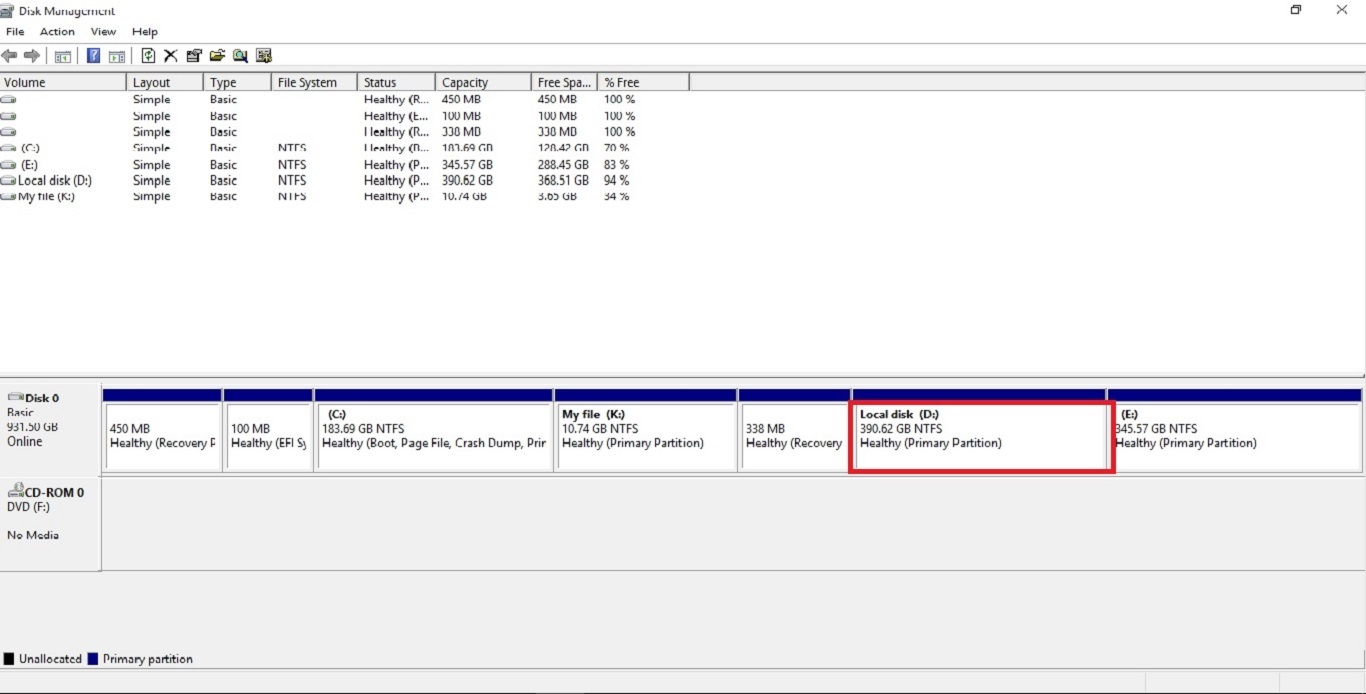 Disk Management
File Action View Help
Volume Layout Type File System Status Capacity Free Spa... % Free
Simple Basic Healthy (R... 450 MB 450 MB 100 %
Simple Basic Healthy (E... 100 MB 100 MB 100 %
Simple Basic Healthy (R... 338 MB 338 MB 100 %
(C:) Simple Basic NTFS Healthy (B... 183.69 GB 128.42 GB 70 %
(E:) Simple Basic NTFS Healthy (P... 345.57 GB 288.45 GB 83 %
Local disk (D:) Simple Basic NTFS Healthy (P... 390.62 GB 368.51 GB 94 %
My file (K:) Simple Basic NTFS Healthy (P... 10.74 GB 3.65 GB 34 %
Disk 0
Basic
931.50 GB
Online
450 MB
Healthy (Recovery P
100 MB
Healthy (EFI Sy
(C:)
183.69 GB NTFS
Healthy (Boot, Page File, Crash Dump, Prir
My file (K:)
10.74 GB NTFS
Healthy (Primary Partition)
338 MB
Healthy (Recovery
Local disk (D:)
390.62 GB NTFS
Healthy (Primary Partition)
(E:)
345.57 GB NTFS
Healthy (Primary Partition)
CD-ROM 0
DVD (F:)
No Media
Unallocated Primary partition